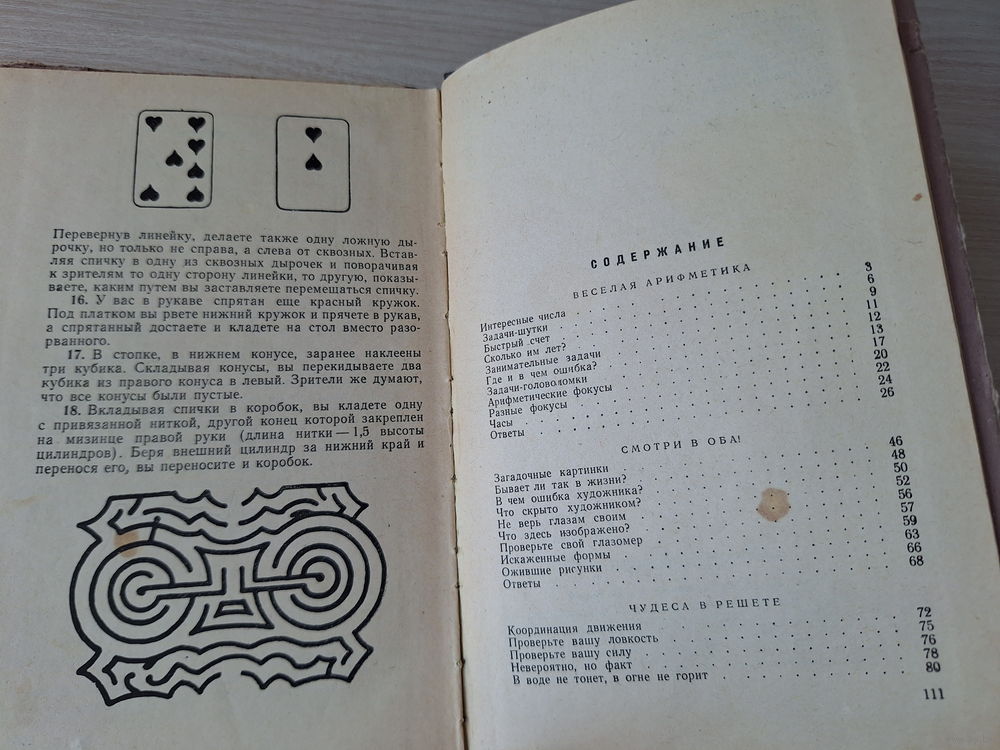 Перевернув линейку, делаете также одну ложную ды-
рочку, но только не справа, а слева от сквозных. Встав-
ляя спичку в одну из сквозных дырочек и поворачивая
к зрителям то одну сторону линейки, то другую, показы-
ваете, каким путем вы заставляете перемещаться спичку.
16. У вас в рукаве спрятан еще красный кружок.
Под платком вы рвете нижний кружок и прячете в рукав,
а спрятанный достаете и кладете на стол вместо разо-
рванного.
17. В стопке, в нижнем конусе, заранее наклеены
три кубика. Складывая конусы, вы перекидываете два
кубика из правого конуса в левый. Зрители же думают,
что все конусы были пустые.
18. Вкладывая спички в коробок, вы кладете одну
с привязанной ниткой, другой конец которой закреплен
на мизинце правой руки (длина нитки — 1,5 высоты
цилиндров). Беря внешний цилиндр за нижний край и
перенося его, вы переносите и коробок.
СОДЕРЖАНИЕ
ВЕСЕЛАЯ АРИФМЕТИКА
Интересные числа 3
Задачи-шутки 6
Быстрый счет 9
Сколько им лет? 11
Занимательные задачи 12
Где и в чем ошибка? 13
Задачи-головоломки 17
Арифметические фокусы 20
Разные фокусы 22
Часы 24
Ответы 26
СМОТРИ В ОБА!
Загадочные картинки 46
Бывает ли так в жизни? 48
В чем ошибка художника? 50
Что скрыто художником? 52
Не верь глазам своим 56
Что здесь изображено? 57
Проверьте свой глазомер 59
Искаженные формы 63
Ожившие рисунки 66
Ответы 68
ЧУДЕСА В РЕШЕТЕ
Координация движения 72
Проверьте вашу ловкость 75
Проверьте вашу силу 76
Невероятно, но факт 78
В воде не тонет, в огне не горит 80
111